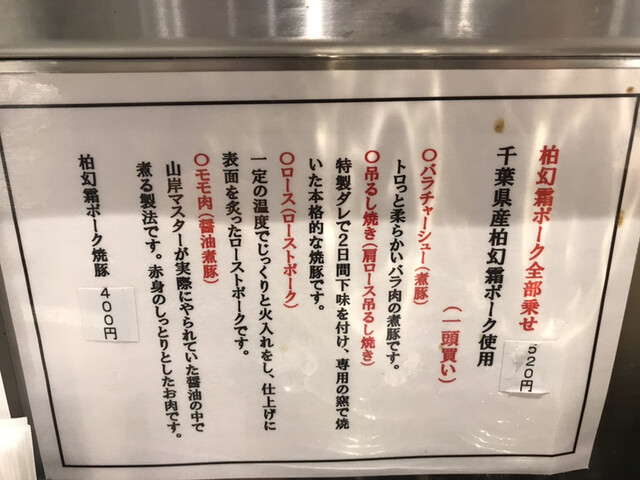 柏幻霜ポーク全部乗せ 520円
千葉県産柏幻霜ポーク使用
(一頭買い)
〇バラチャーシュー(煮豚)
トロっと柔らかいバラ肉の煮豚です。
〇吊るし焼き(肩ロース吊るし焼き)
特製ダレで2日間下味を付け、専用の窯で焼
いた本格的な焼豚です。
〇ロース(ローストポーク)
一定の温度でじっくりと火入れをし、仕上げに
表面を炙ったローストポークです。
〇モモ肉(醤油煮豚)
山岸マスターが実際にやられていた醤油の中で
煮る製法です。赤身のしっとりとしたお肉です。
柏幻霜ポーク焼豚 400円